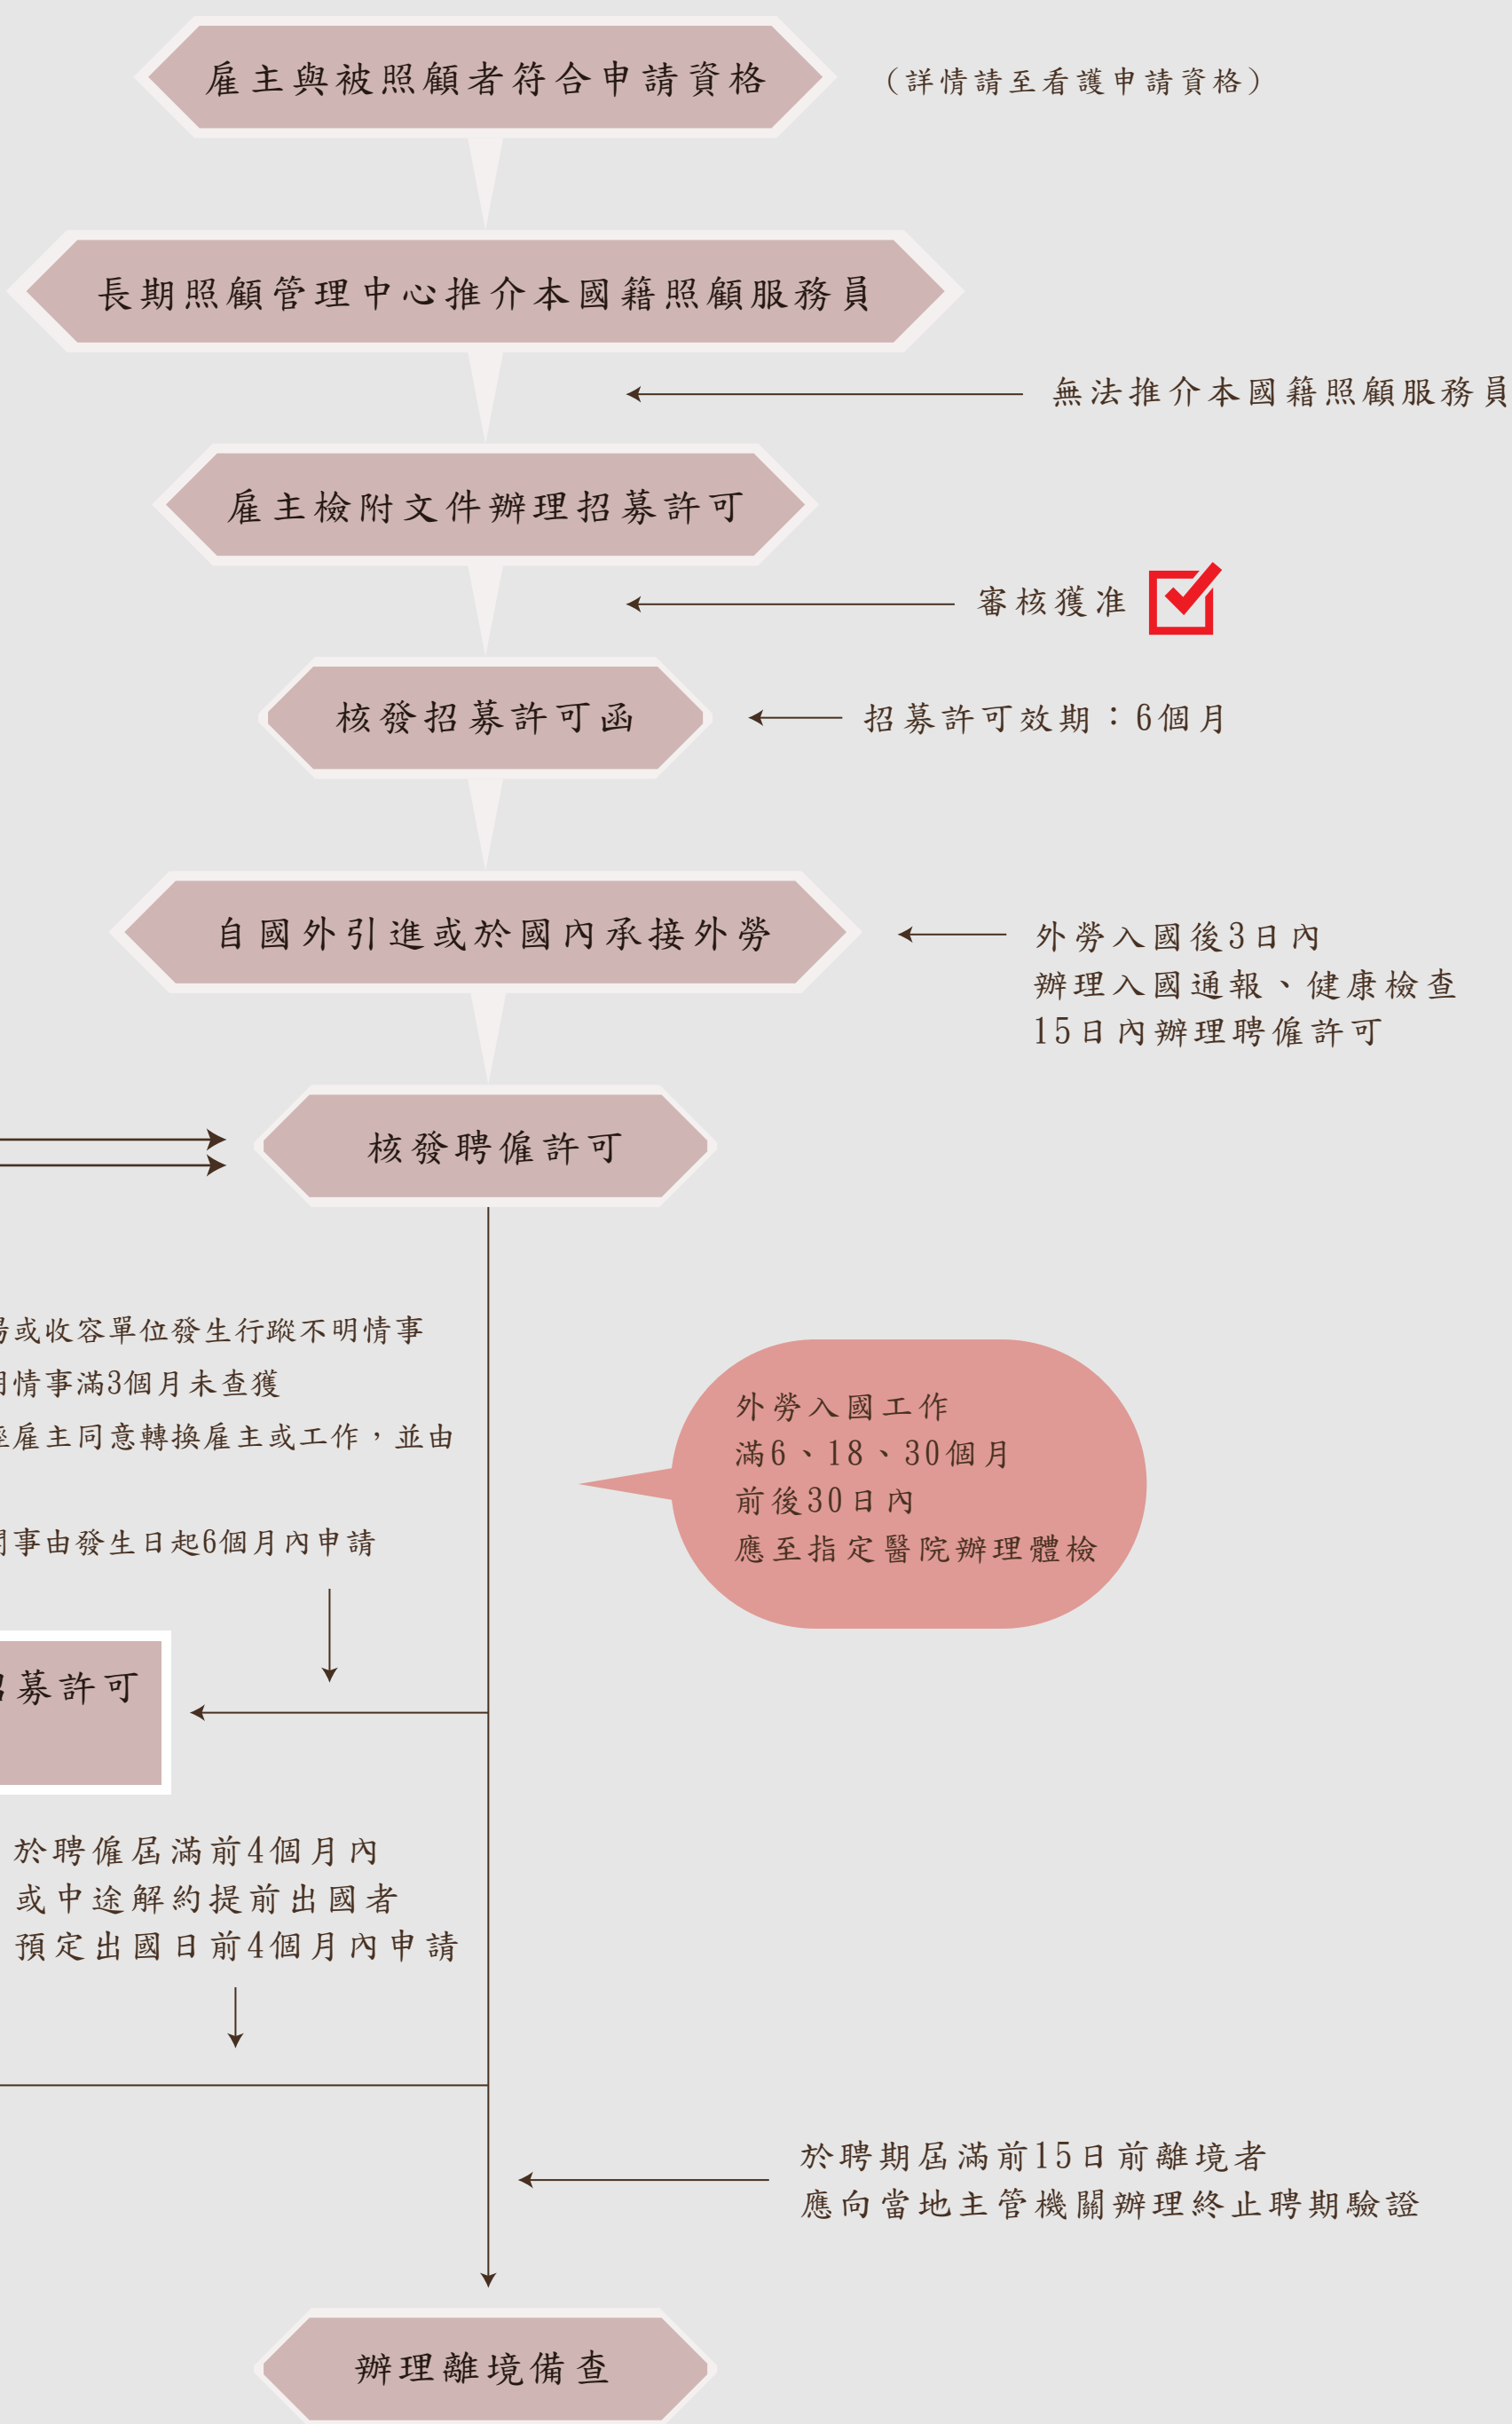 雇主與被照顧者符合申請資格
(詳情請至看護申請資格)
長期照顧管理中心推介本國籍照顧服務員
無法推介本國籍照顧服務員
雇主檢附文件辦理招募許可
審核獲准
核發招募許可函
招募許可效期：6個月
自國外引進或於國內承接外勞
外勞入國後3日內
辦理入國通報、健康檢查
15日內辦理聘僱許可
核發聘僱許可
或收容單位發生行蹤不明情事
情事滿3個月未查獲
雇主同意轉換雇主或工作，並由
事由發生日起6個月內申請
外勞入國工作
滿6、18、30個月
前後30日內
應至指定醫院辦理體檢
募許可
於聘僱屆滿前4個月內
或中途解約提前出國者
預定出國日前4個月內申請
於聘期屆滿前15日前離境者
應向當地主管機關辦理終止聘期驗證
辦理離境備查